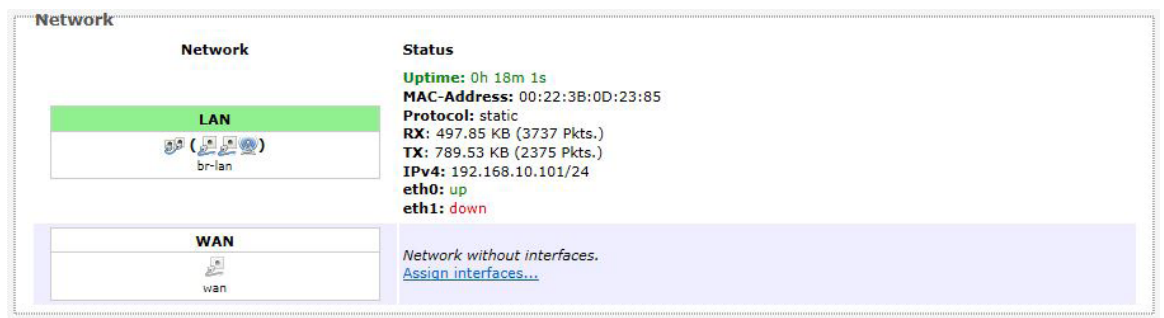 Network
Network Status
Uptime: 0h 18m 1s
MAC-Address: 00:22:3B:0D:23:85
Protocol: static
RX: 497.85 KB (3737 Pkts.)
TX: 789.53 KB (2375 Pkts.)
IPv4: 192.168.10.101/24
eth0: up
eth1: down
LAN
( )
br-lan
WAN
wan
Network without interfaces.
Assign interfaces...